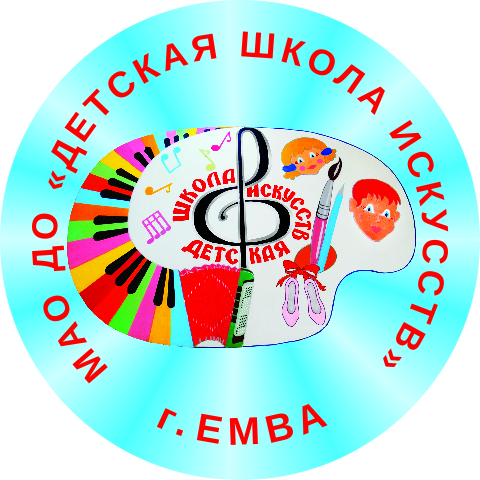 МАО ДО «ДЕТСКАЯ ШКОЛА ИСКУССТВ»
ШКОЛА ИСКУССТВ
ДЕТСКАЯ
г. ЕМВА